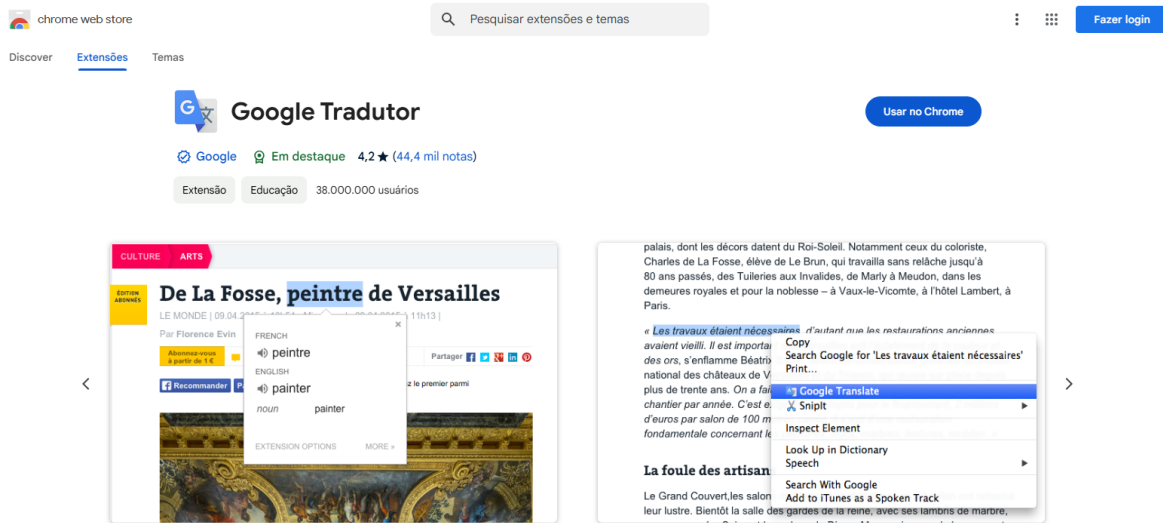 chrome web store
Pesquisar extensões e temas
Fazer login
Discover
Extensões
Temas
G
Google Tradutor
Usar no Chrome
Google
Em destaque
4,2 ★ (44,4 mil notas)
Extensão
Educação
38.000.000 usuários
CULTURE
ARTS
ÉDITION
ABONNÉS
De La Fosse, peintre de Versailles
LE MONDE | 09.04
11h13 |
Par Florence Evin
Abonnez-vous
à partir de 1 €
Partager
Recommander
le premier parmi
×
FRENCH
peintre
ENGLISH
painter
noun painter
EXTENSION OPTIONS
MORE »
palais, dont les décors datent du Roi-Soleil. Notamment ceux du coloriste,
Charles de La Fosse, élève de Le Brun, qui travailla sans relâche jusqu'à
80 ans passés, des Tuileries aux Invalides, de Marly à Meudon, dans les
demeures royales et pour la noblesse – à Vaux-le-Vicomte, à l'hôtel Lambert, à
Paris.
« Les travaux étaient nécessaires, d'autant que les restaurations anciennes
avaient vieilli. Il est
des ors, s'enflamme
national des châteaux de
plus de trente ans. On a
chantier par année. C'est
d'euros par salon de 100
fondamentale concernant
La foule des artisan
Le Grand Couvert,les salon
leur lustre. Bientôt la salle des gardes de la reine, avec ses lambris de marbre,
Copy
Search Google for 'Les travaux étaient nécessaires'
Print...
Google Translate
SnipIt
Inspect Element
Look Up in Dictionary
Speech
Search With Google
Add to iTunes as a Spoken Track